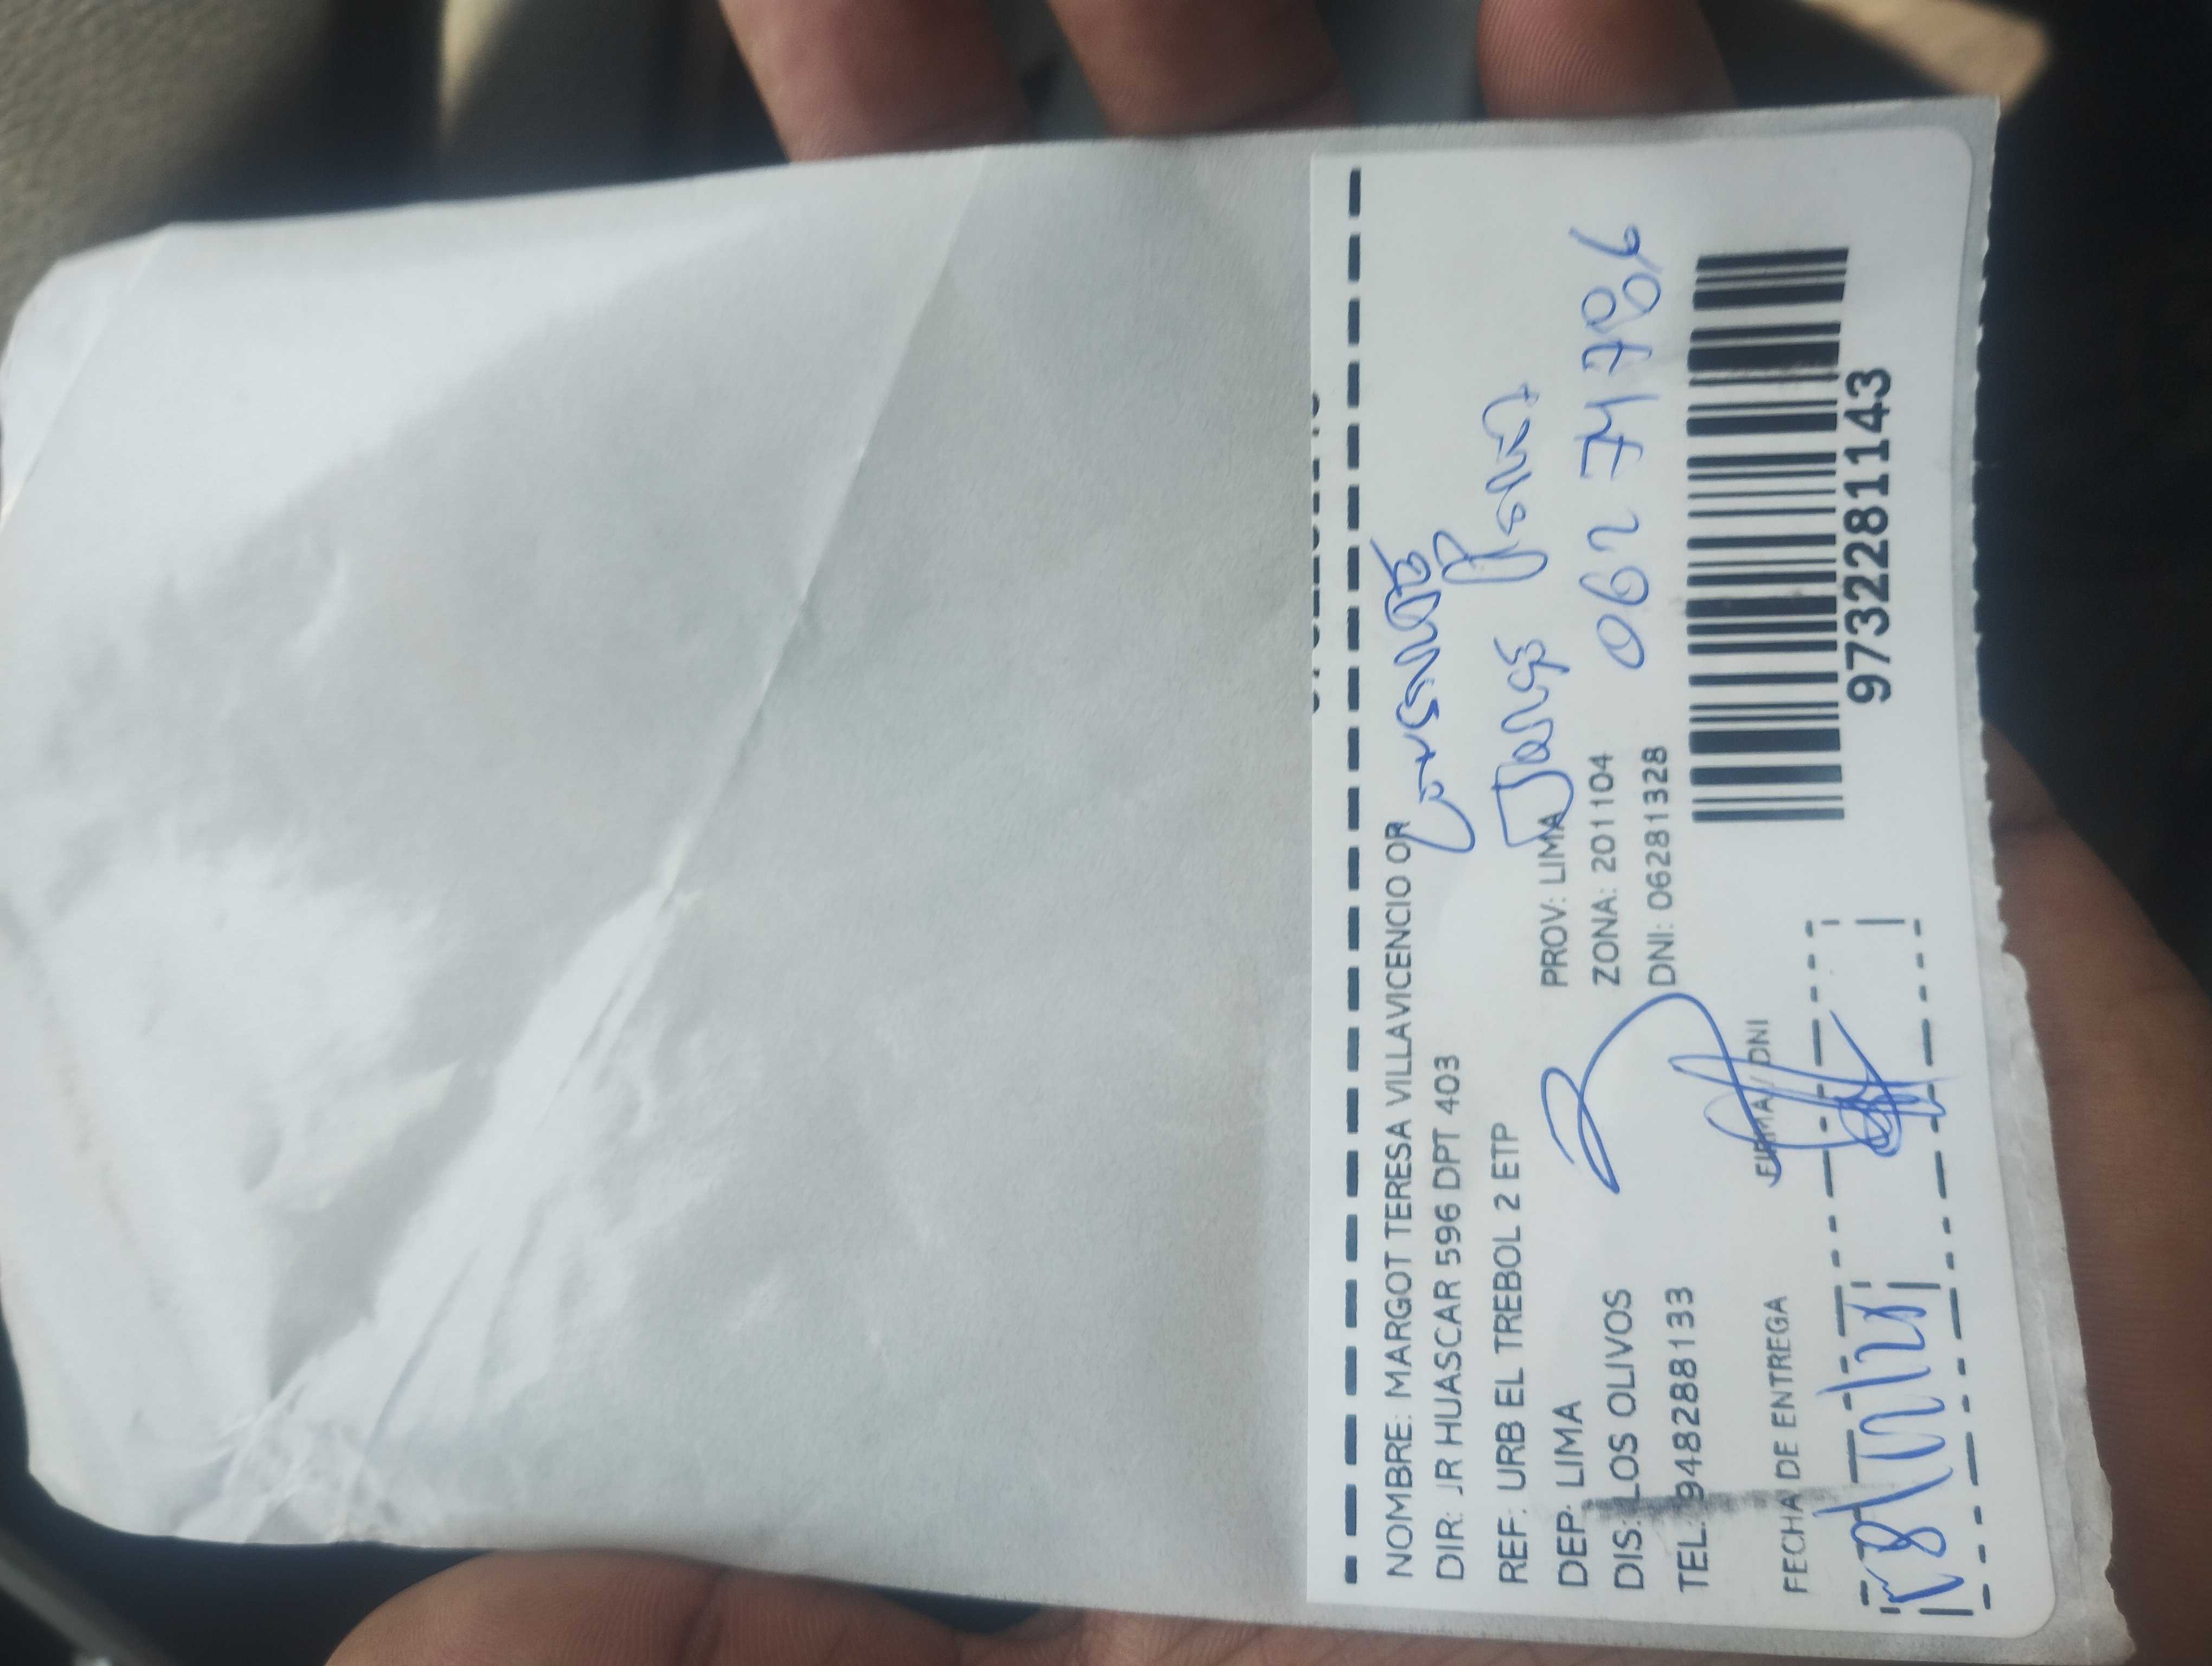 NOMBRE: MARGOT TERESA VILLAVICENCIO OR
DIR: JR HUASCAR 596 DPT 403
REF: URB EL TREBOL 2 ETP
DEP: LIMA PROV: LIMA
DIS: LOS OLIVOS ZONA: 201104
TEL: 948288133 DNI: 06281328
06274786
FECHA DE ENTREGA FIRMA/DNI
9732281143